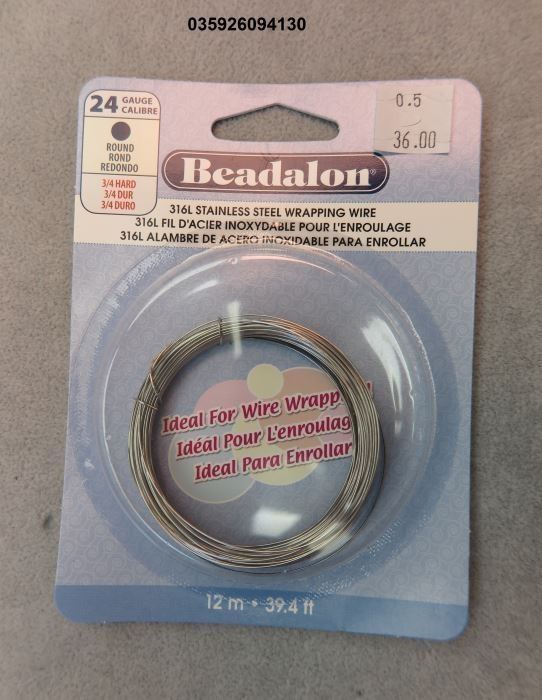 035926094130
24 GAUGE
CALIBRE
ROUND
ROND
REDONDO
3/4 HARD
3/4 DUR
3/4 DURO
0.5
36.00
Beadalon®
316L STAINLESS STEEL WRAPPING WIRE
316L FIL D'ACIER INOXYDABLE POUR L'ENROULAGE
316L ALAMBRE DE ACERO INOXIDABLE PARA ENROLLAR
Ideal For Wire
Idéal Pour L'enroulag
Ideal Para Enrollar
12 m • 39.4 ft